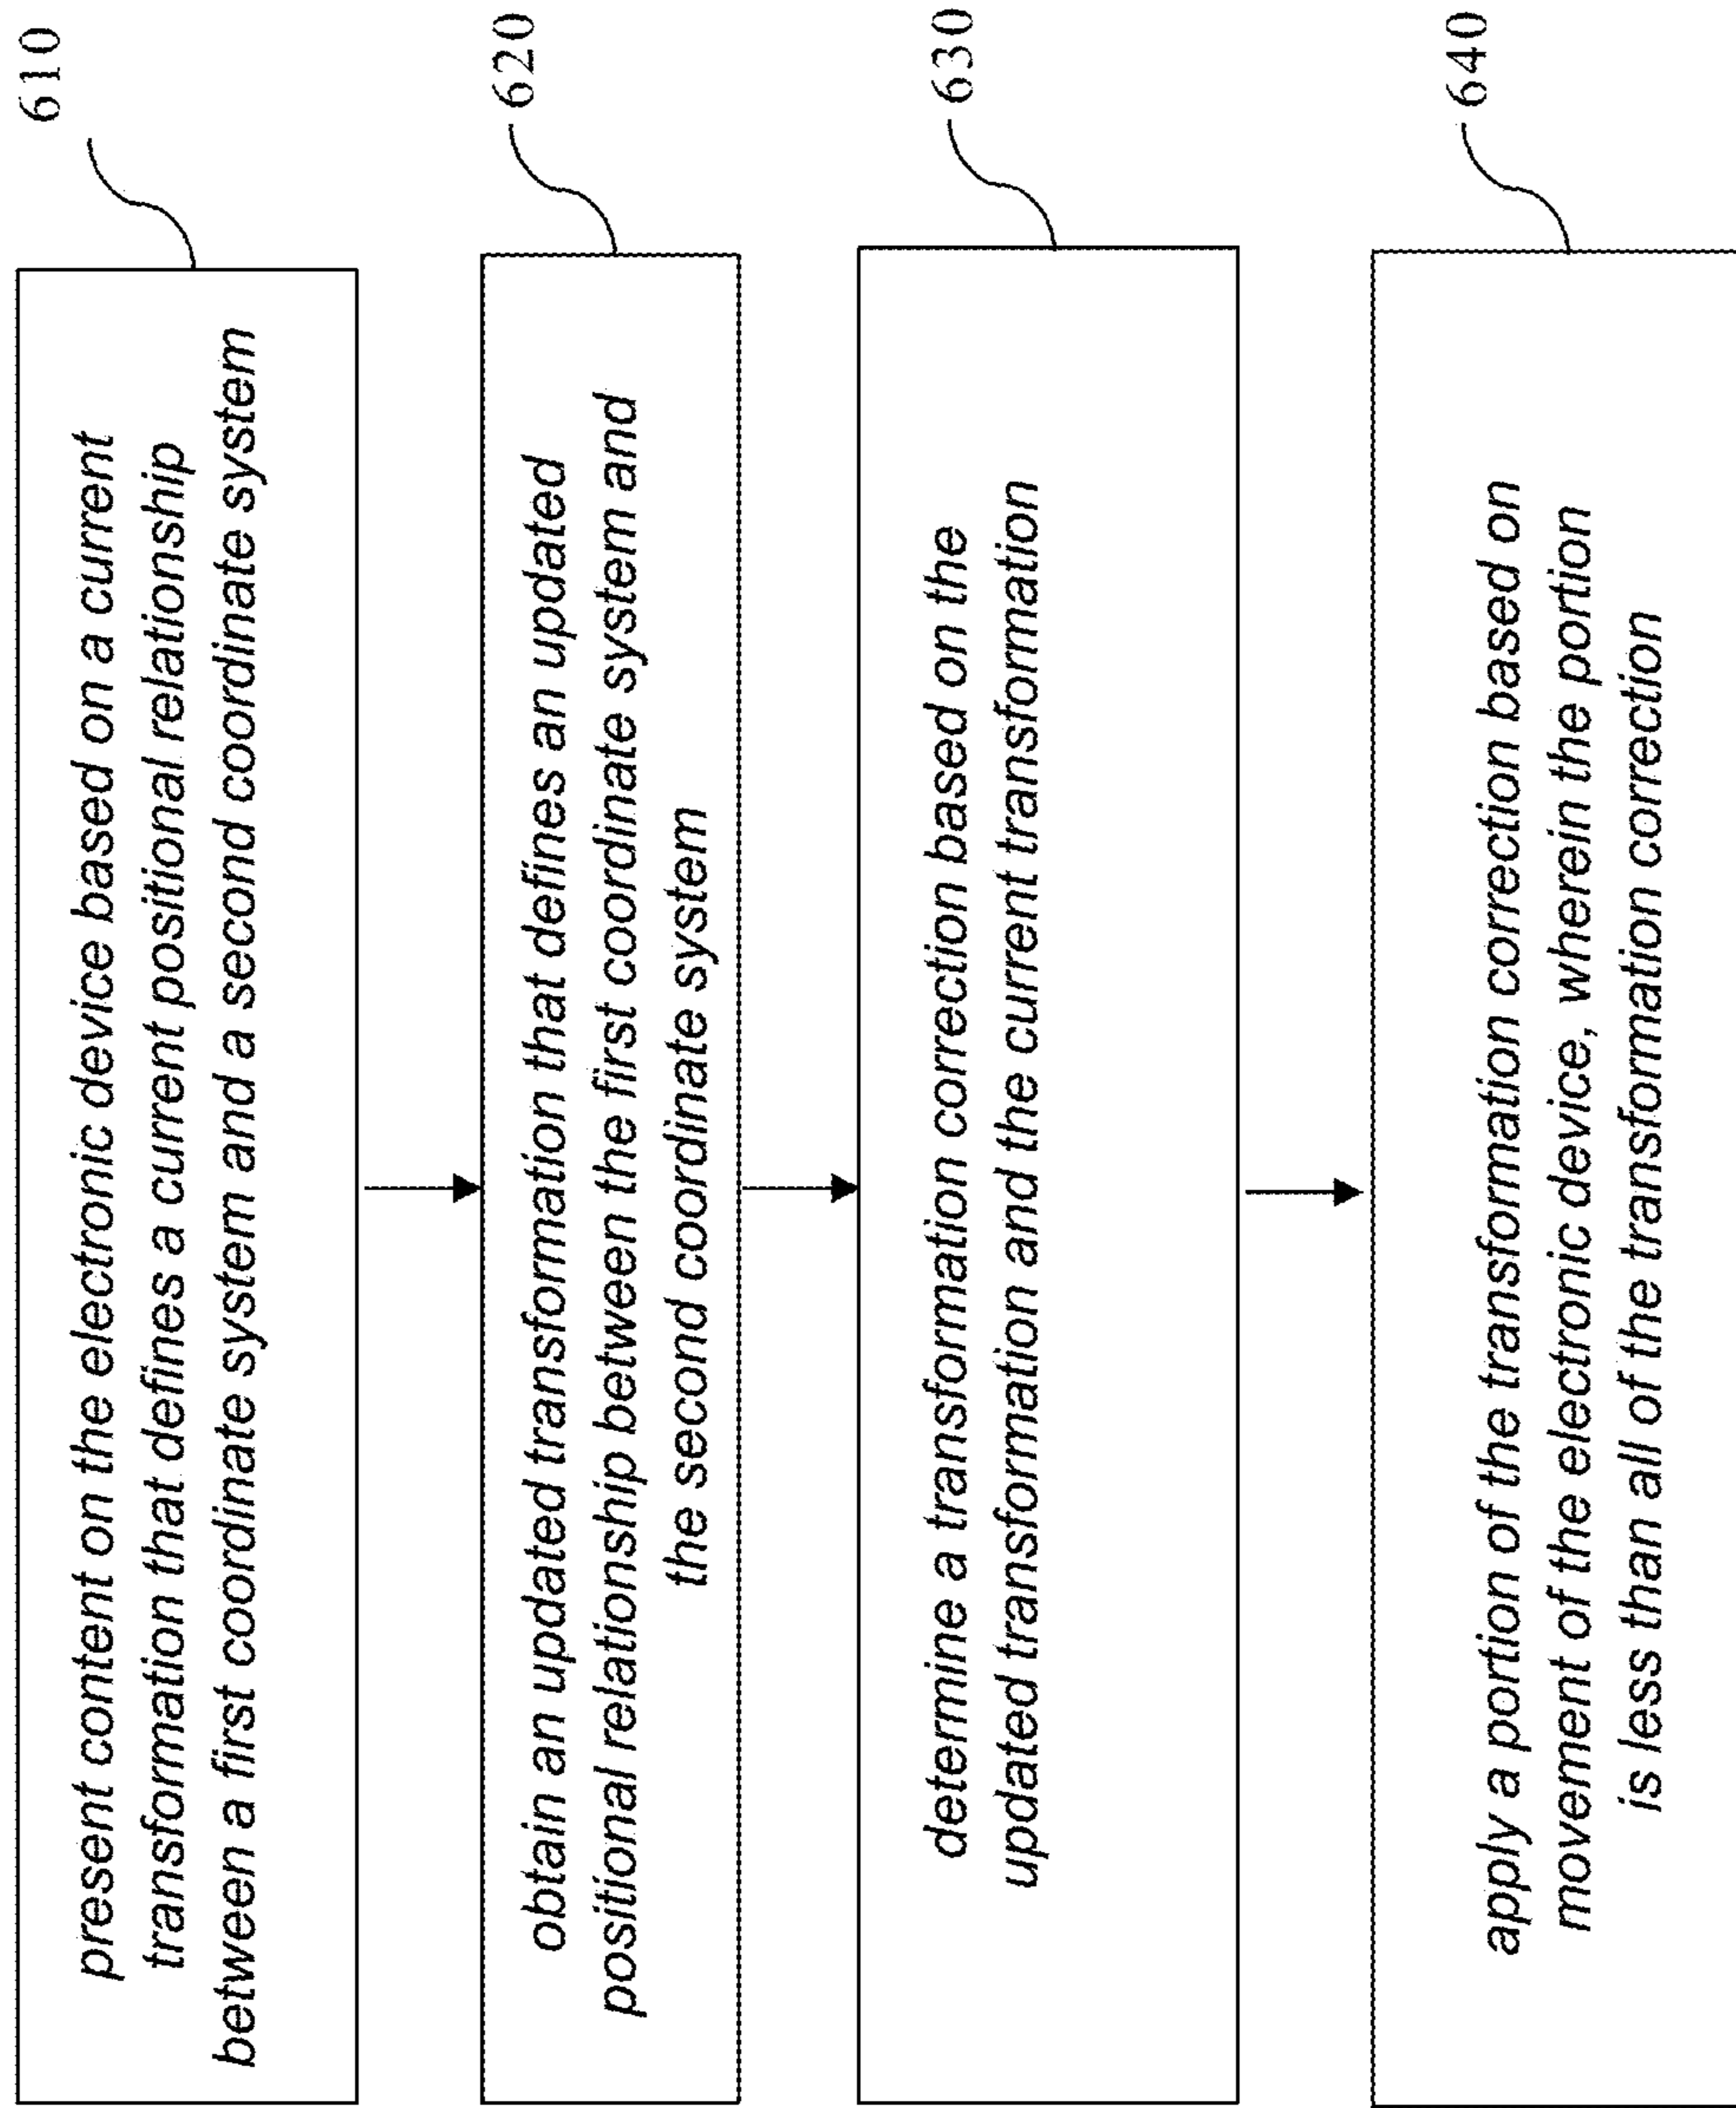 610
present content on the electronic device based on a current
transformation that defines a current positional relationship
between a first coordinate system and a second coordinate system
620
obtain an updated transformation that defines an updated
positional relationship between the first coordinate system and
the second coordinate system
630
determine a transformation correction based on the
updated transformation and the current transformation
640
apply a portion of the transformation correction based on
movement of the electronic device, wherein the portion
is less than all of the transformation correction